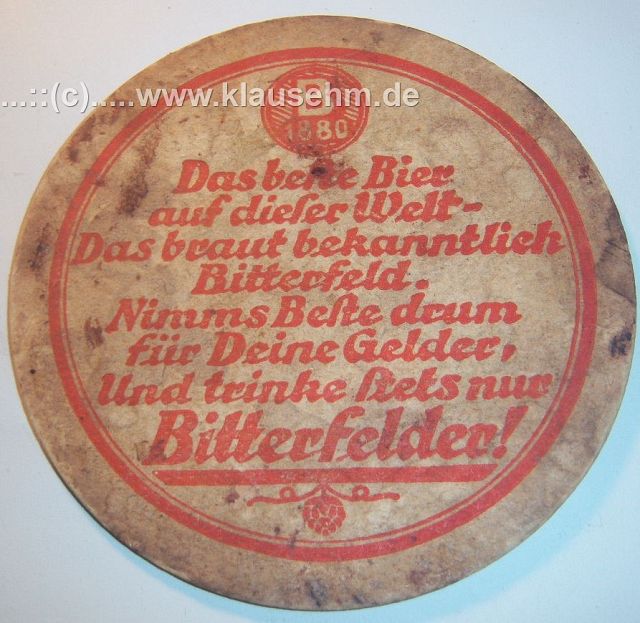 ...::(c).....www.klausehm.de
B
1880
Das beſte Bier
auf dieſer Welt-
Das braut bekanntlich
Bitterfeld.
Nimms Beſte drum
für Deine Gelder,
Und trinke ſtets nur
Bitterfelder!